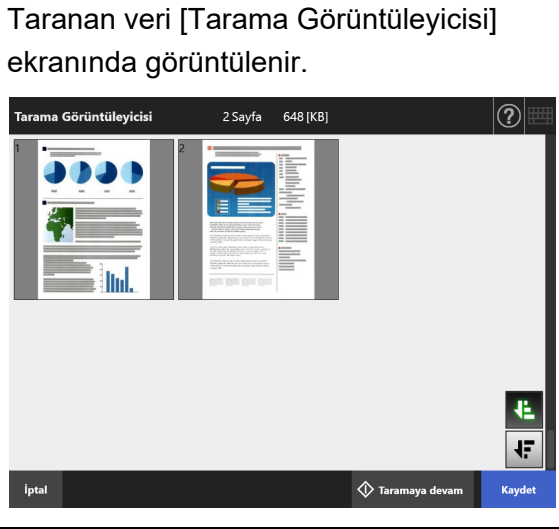 Taranan veri [Tarama Görüntüleyicisi]
ekranında görüntülenir.
Tarama Görüntüleyicisi 2 Sayfa 648 [KB]
1 2
İptal Taramaya devam Kaydet